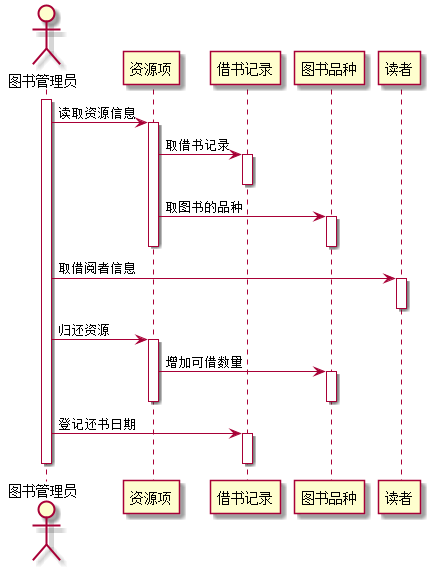 图书管理员
资源项
借书记录
图书品种
读者
读取资源信息
取借书记录
取图书的品种
取借阅者信息
归还资源
增加可借数量
登记还书日期
图书管理员
资源项
借书记录
图书品种
读者